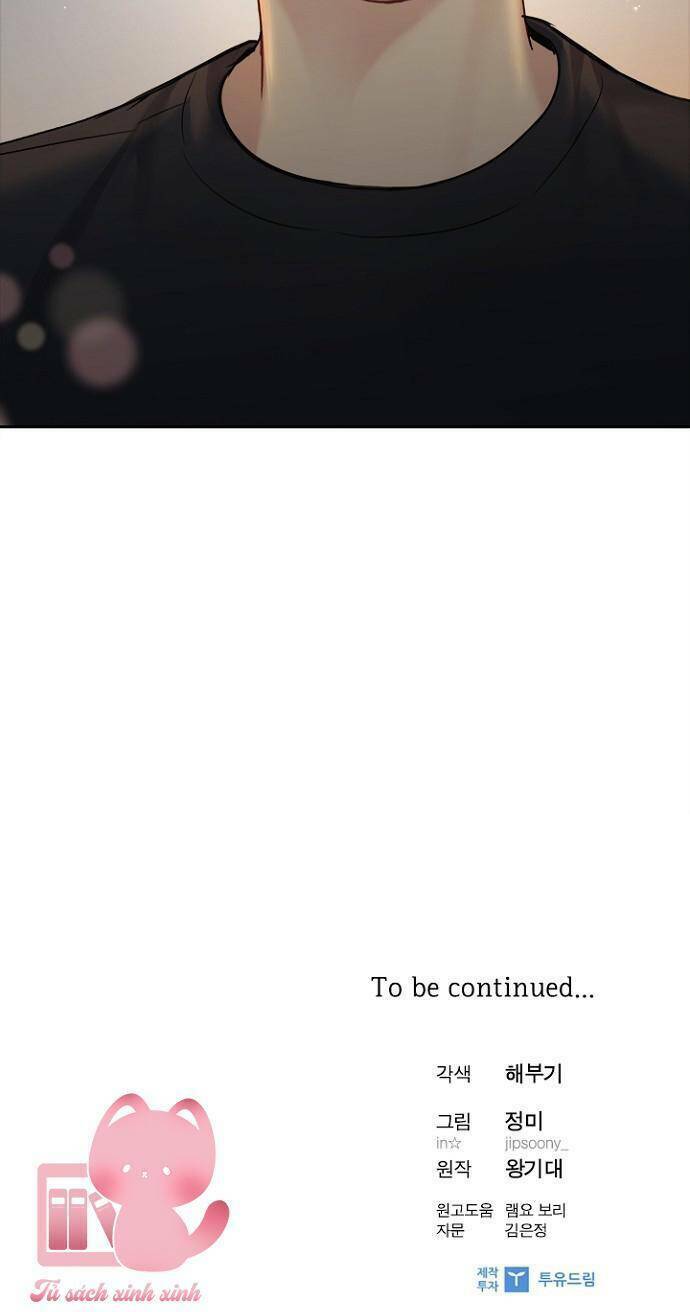 To be continued...
각색 해부기
그림 정미
in☆ jipsoony_
원작 왕기대
원고도움 램요 보리
자문 김은정
제작
투자 투유드림
Tủ sách xinh xinh